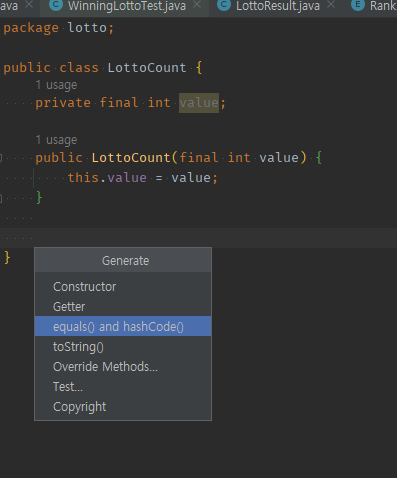 ava WinningLottoTest.java LottoResult.java Rank
package lotto;
public class LottoCount {
1 usage
private final int value;
1 usage
public LottoCount(final int value) {
this.value = value;
}
}
Generate
Constructor
Getter
equals() and hashCode()
toString()
Override Methods...
Test...
Copyright